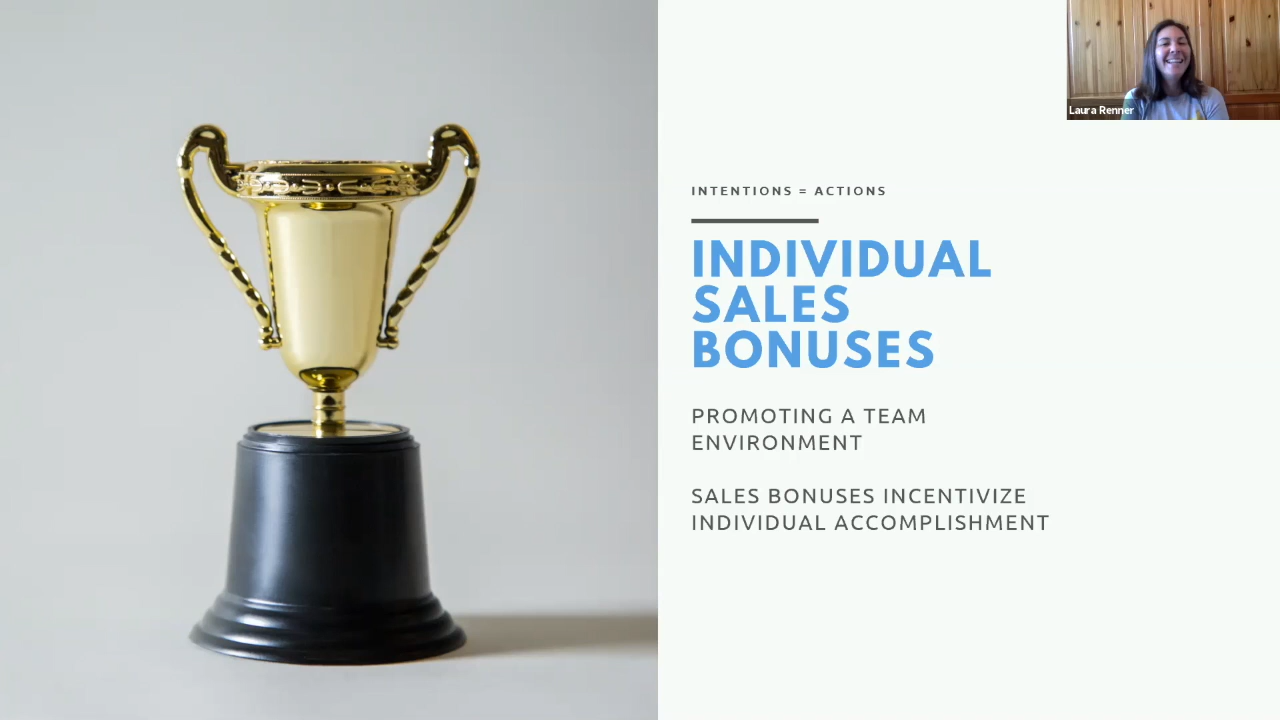 Laura Renner
INTENTIONS = ACTIONS
INDIVIDUAL
SALES
BONUSES
PROMOTING A TEAM
ENVIRONMENT
SALES BONUSES INCENTIVIZE
INDIVIDUAL ACCOMPLISHMENT